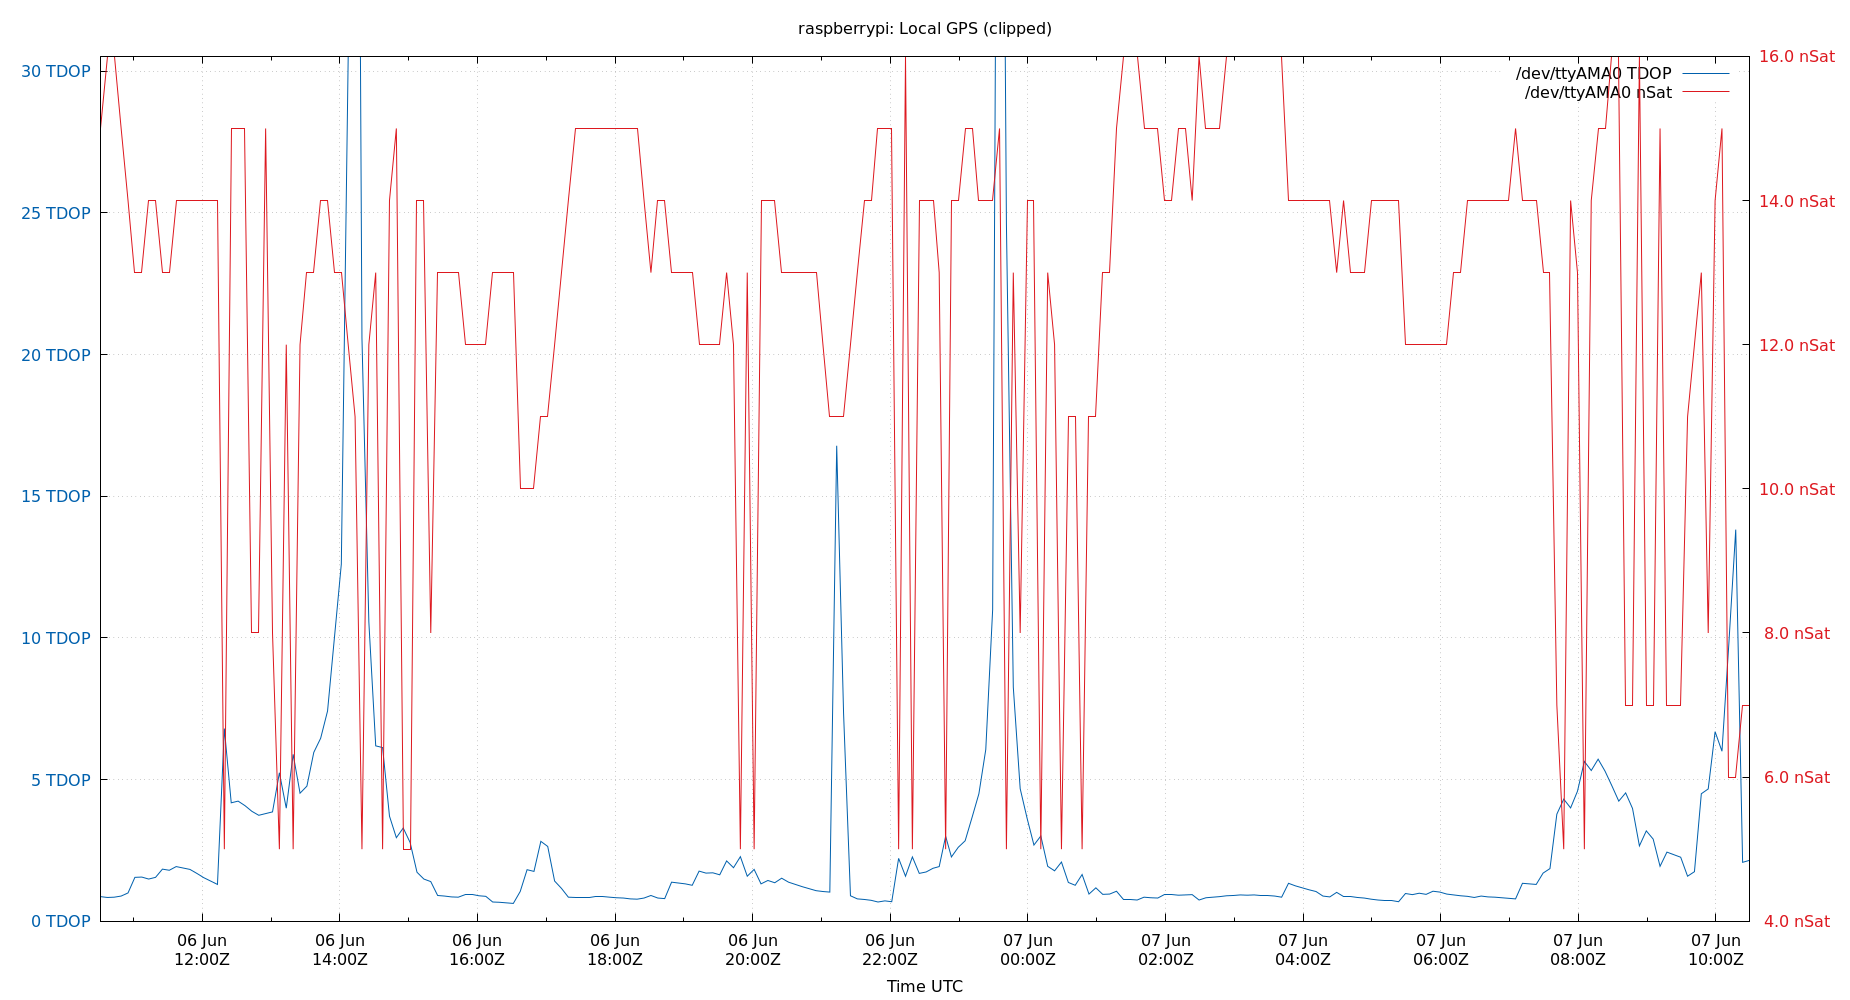 raspberrypi: Local GPS (clipped)
30 TDOP
25 TDOP
20 TDOP
15 TDOP
10 TDOP
5 TDOP
0 TDOP
16.0 nSat
14.0 nSat
12.0 nSat
10.0 nSat
8.0 nSat
6.0 nSat
4.0 nSat
/dev/ttyAMA0 TDOP
/dev/ttyAMA0 nSat
06 Jun
12:00Z
06 Jun
14:00Z
06 Jun
16:00Z
06 Jun
18:00Z
06 Jun
20:00Z
06 Jun
22:00Z
07 Jun
00:00Z
07 Jun
02:00Z
07 Jun
04:00Z
07 Jun
06:00Z
07 Jun
08:00Z
07 Jun
10:00Z
Time UTC